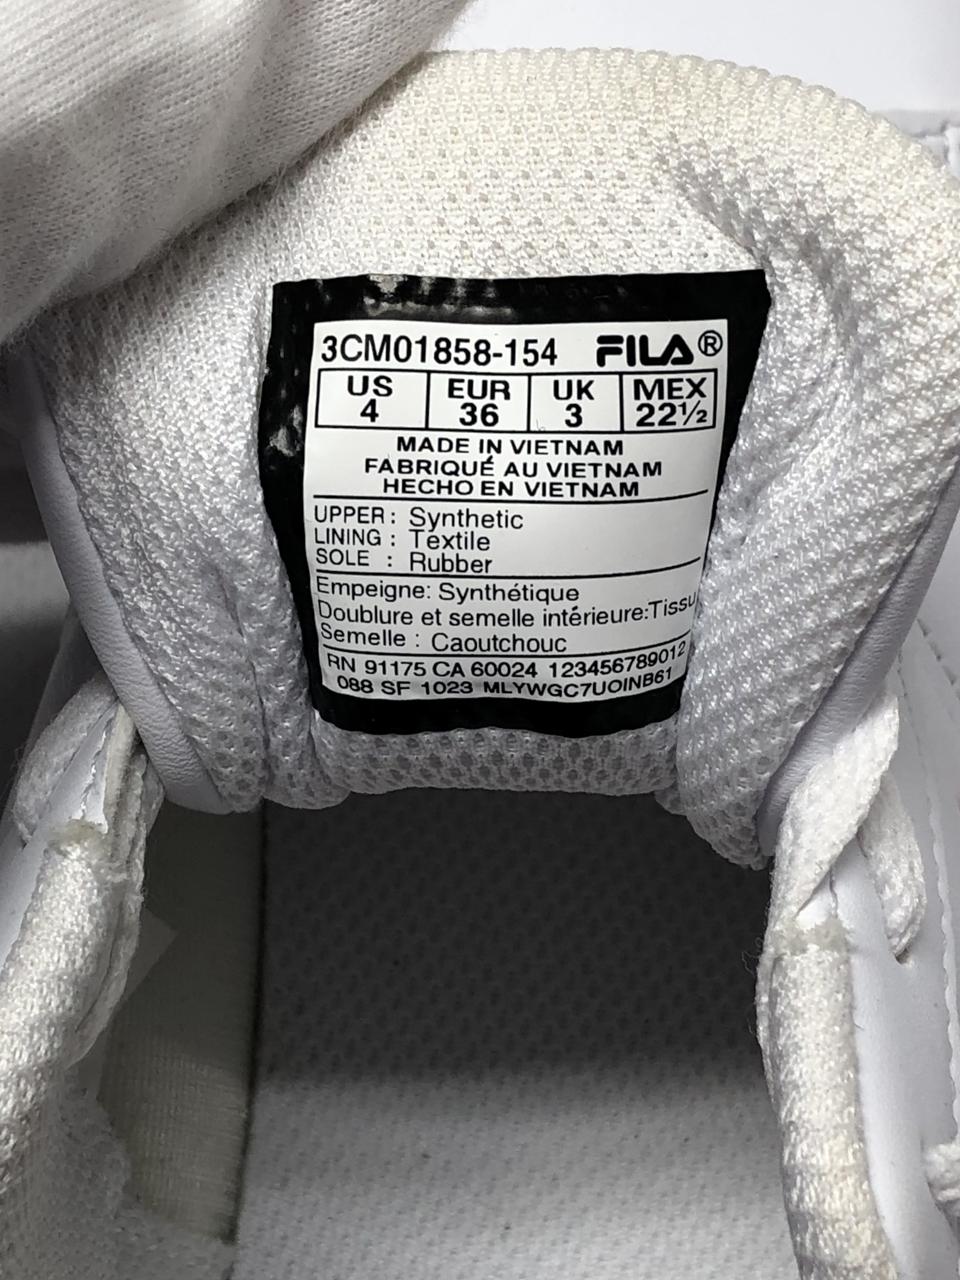 3CM01858-154 FILA®
US EUR UK MEX
4 36 3 22½
MADE IN VIETNAM
FABRIQUÉ AU VIETNAM
HECHO EN VIETNAM
UPPER : Synthetic
LINING : Textile
SOLE : Rubber
Empeigne: Synthétique
Doublure et semelle intérieure:Tissu
Semelle : Caoutchouc
RN 91175 CA 60024 123456789012
088 SF 1023 MLYWGC7UOINB61